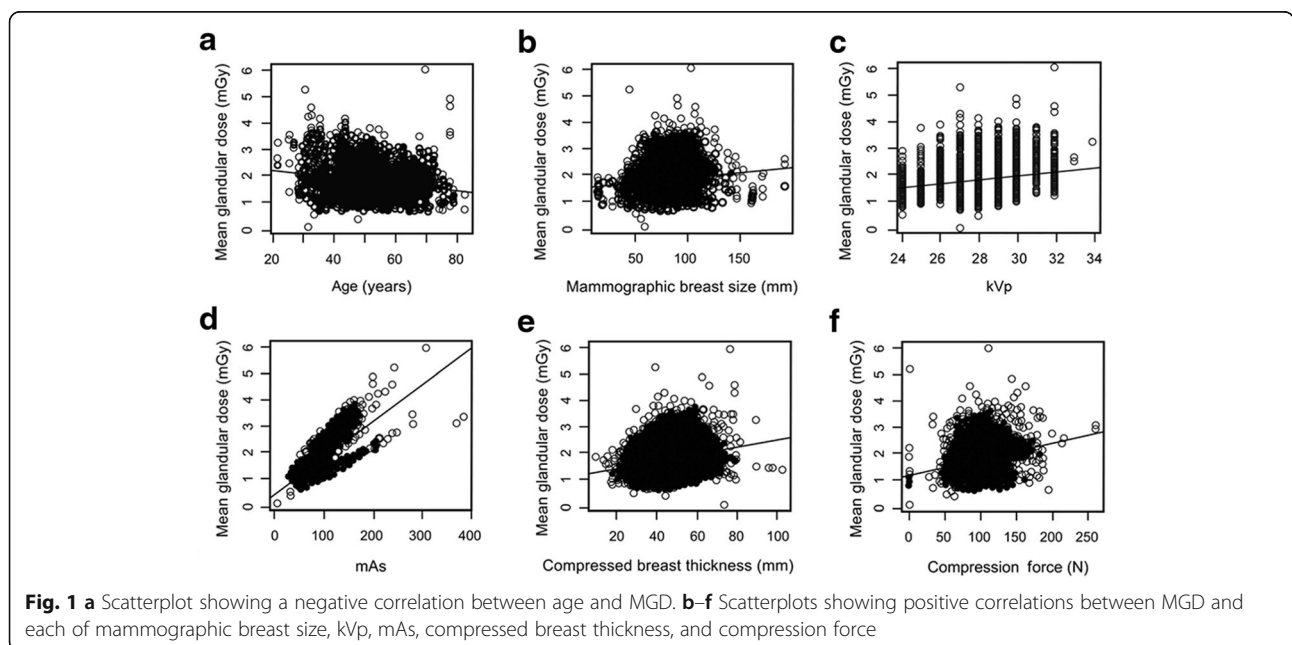 a
Mean glandular dose (mGy)
6
5
4
3
2
1
0
20 40 60 80
Age (years)
b
Mean glandular dose (mGy)
6
5
4
3
2
1
0
50 100 150
Mammographic breast size (mm)
c
Mean glandular dose (mGy)
6
5
4
3
2
1
0
24 26 28 30 32 34
kVp
d
Mean glandular dose (mGy)
6
5
4
3
2
1
0
0 100 200 300 400
mAs
e
Mean glandular dose (mGy)
6
5
4
3
2
1
0
20 40 60 80 100
Compressed breast thickness (mm)
f
Mean glandular dose (mGy)
6
5
4
3
2
1
0
0 50 100 150 200 250
Compression force (N)
Fig. 1 a Scatterplot showing a negative correlation between age and MGD. b–f Scatterplots showing positive correlations between MGD and
each of mammographic breast size, kVp, mAs, compressed breast thickness, and compression force